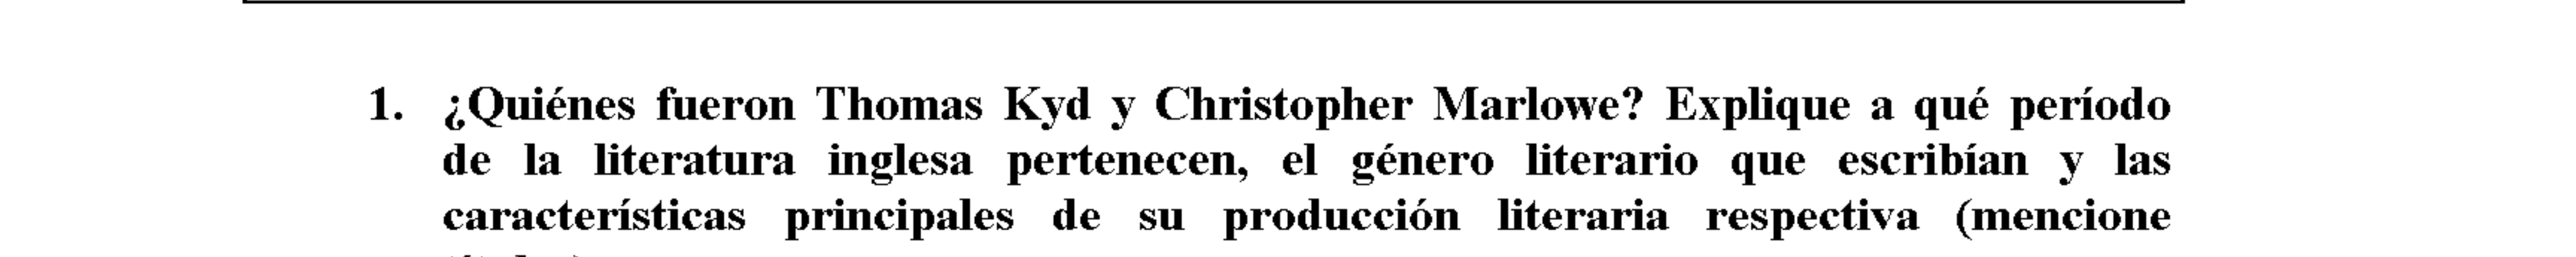 1. ¿Quiénes fueron Thomas Kyd y Christopher Marlowe? Explique a qué período
de la literatura inglesa pertenecen, el género literario que escribían y las
características principales de su producción literaria respectiva (mencione